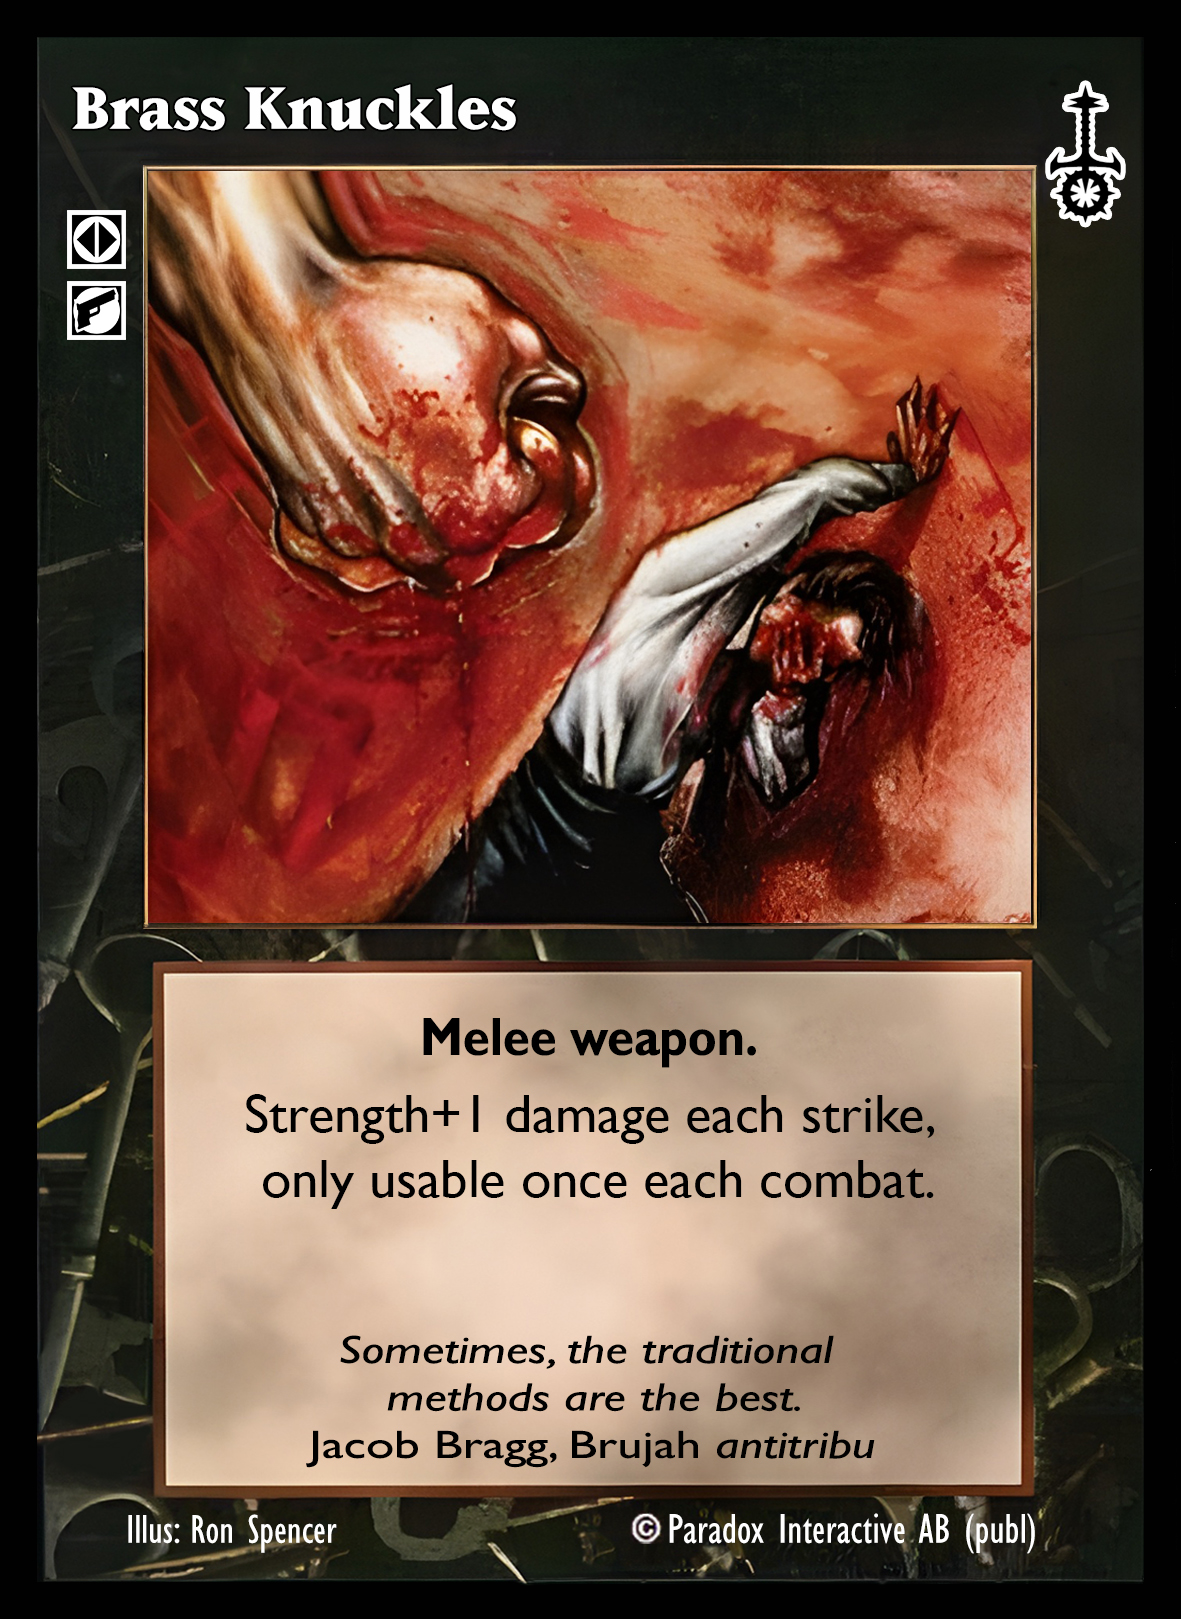 Brass Knuckles
Melee weapon.
Strength+1 damage each strike,
only usable once each combat.
Sometimes, the traditional
methods are the best.
Jacob Bragg, Brujah antitribu
Illus: Ron Spencer
© Paradox Interactive AB (publ)